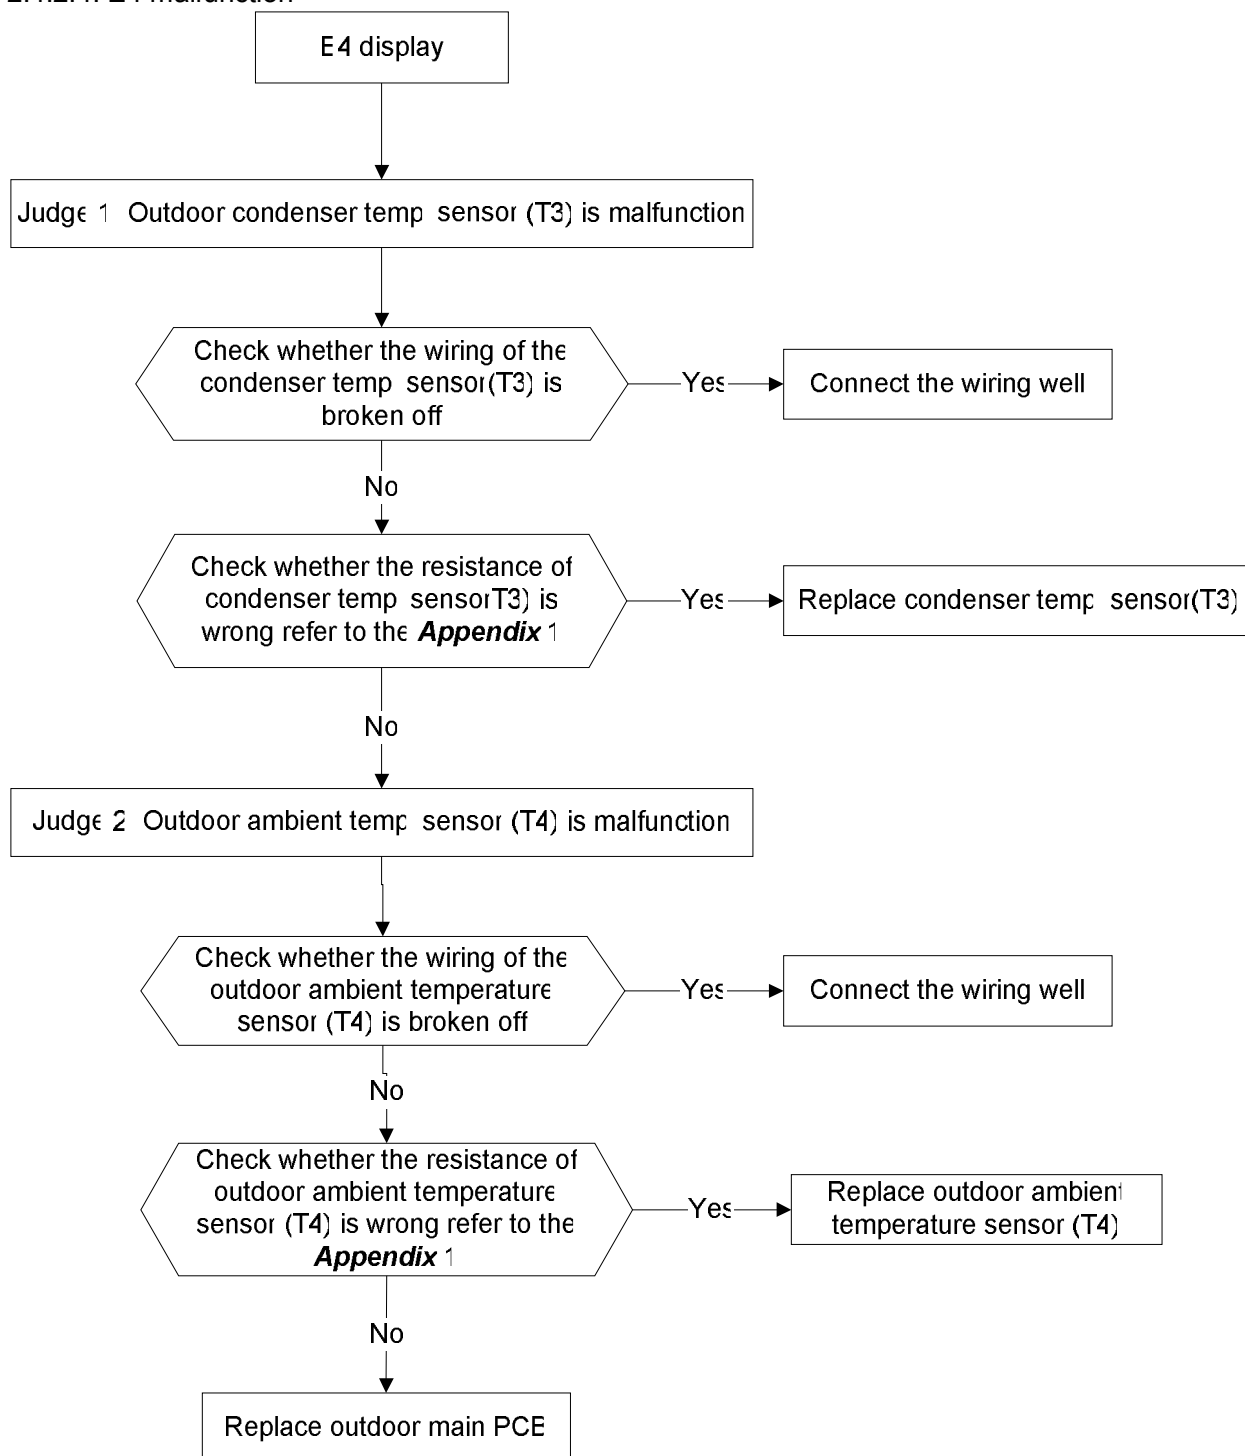 E4 display
Judge 1 Outdoor condenser temp sensor (T3) is malfunction
Check whether the wiring of the
condenser temp sensor(T3) is
broken off
Yes
Connect the wiring well
No
Check whether the resistance of
condenser temp sensorT3) is
wrong refer to the Appendix 1
Yes
Replace condenser temp sensor(T3)
No
Judge 2 Outdoor ambient temp sensor (T4) is malfunction
Check whether the wiring of the
outdoor ambient temperature
sensor (T4) is broken off
Yes
Connect the wiring well
No
Check whether the resistance of
outdoor ambient temperature
sensor (T4) is wrong refer to the
Appendix 1
Yes
Replace outdoor ambient
temperature sensor (T4)
No
Replace outdoor main PCB